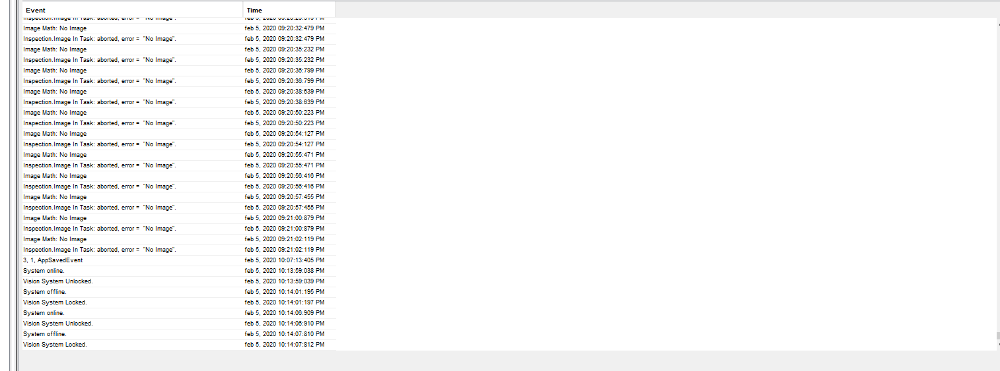 Event Time
Inspection.Image In Task: aborted, error = "No Image".
Image Math: No Image feb 5, 2020 09:20:32:479 PM
Inspection.Image In Task: aborted, error = "No Image". feb 5, 2020 09:20:32:479 PM
Image Math: No Image feb 5, 2020 09:20:35:232 PM
Inspection.Image In Task: aborted, error = "No Image". feb 5, 2020 09:20:35:232 PM
Image Math: No Image feb 5, 2020 09:20:36:799 PM
Inspection.Image In Task: aborted, error = "No Image". feb 5, 2020 09:20:36:799 PM
Image Math: No Image feb 5, 2020 09:20:38:639 PM
Inspection.Image In Task: aborted, error = "No Image". feb 5, 2020 09:20:38:639 PM
Image Math: No Image feb 5, 2020 09:20:50:223 PM
Inspection.Image In Task: aborted, error = "No Image". feb 5, 2020 09:20:50:223 PM
Image Math: No Image feb 5, 2020 09:20:54:127 PM
Inspection.Image In Task: aborted, error = "No Image". feb 5, 2020 09:20:54:127 PM
Image Math: No Image feb 5, 2020 09:20:55:471 PM
Inspection.Image In Task: aborted, error = "No Image". feb 5, 2020 09:20:55:471 PM
Image Math: No Image feb 5, 2020 09:20:56:416 PM
Inspection.Image In Task: aborted, error = "No Image". feb 5, 2020 09:20:56:416 PM
Image Math: No Image feb 5, 2020 09:20:57:455 PM
Inspection.Image In Task: aborted, error = "No Image". feb 5, 2020 09:20:57:455 PM
Image Math: No Image feb 5, 2020 09:21:00:879 PM
Inspection.Image In Task: aborted, error = "No Image". feb 5, 2020 09:21:00:879 PM
Image Math: No Image feb 5, 2020 09:21:02:119 PM
Inspection.Image In Task: aborted, error = "No Image". feb 5, 2020 09:21:02:119 PM
3, 1, AppSavedEvent feb 5, 2020 10:07:13:405 PM
System online. feb 5, 2020 10:13:59:038 PM
Vision System Unlocked. feb 5, 2020 10:13:59:039 PM
System offline. feb 5, 2020 10:14:01:195 PM
Vision System Locked. feb 5, 2020 10:14:01:197 PM
System online. feb 5, 2020 10:14:06:909 PM
Vision System Unlocked. feb 5, 2020 10:14:06:910 PM
System offline. feb 5, 2020 10:14:07:810 PM
Vision System Locked. feb 5, 2020 10:14:07:812 PM